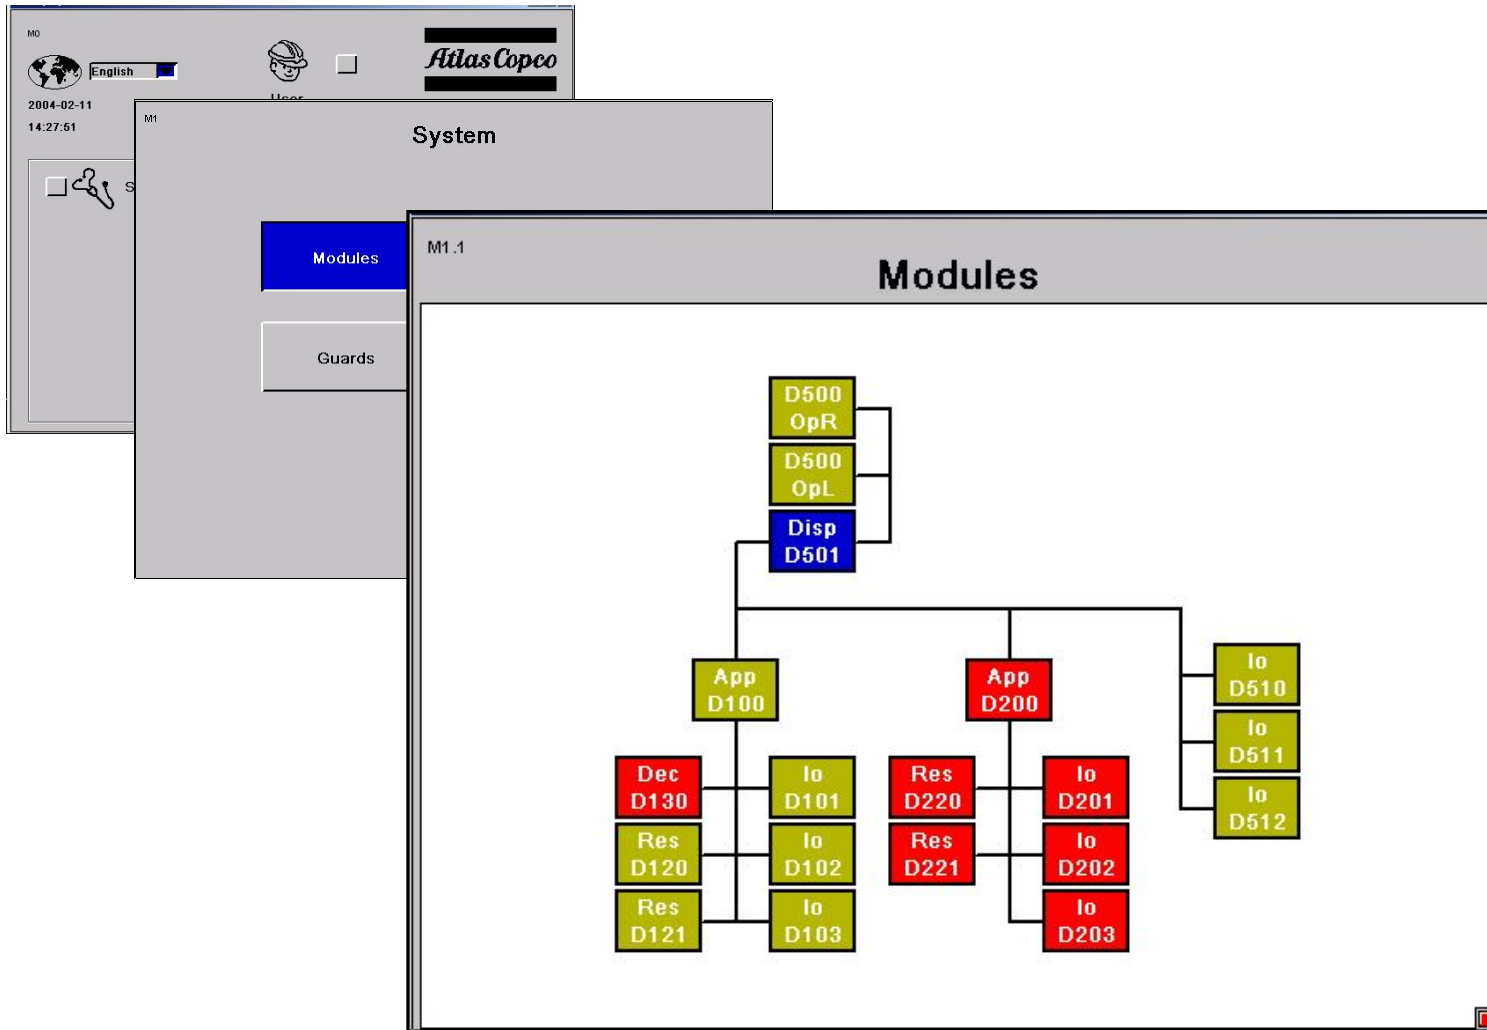 M0
English
Atlas Copco
2004-02-11
14:27:51
S
M1
System
Modules
Guards
M1.1
Modules
D500
OpR
D500
OpL
Disp
D501
App
D100
App
D200
Io
D510
Io
D511
Io
D512
Dec
D130
Io
D101
Res
D220
Io
D201
Res
D120
Io
D102
Res
D221
Io
D202
Res
D121
Io
D103
Io
D203